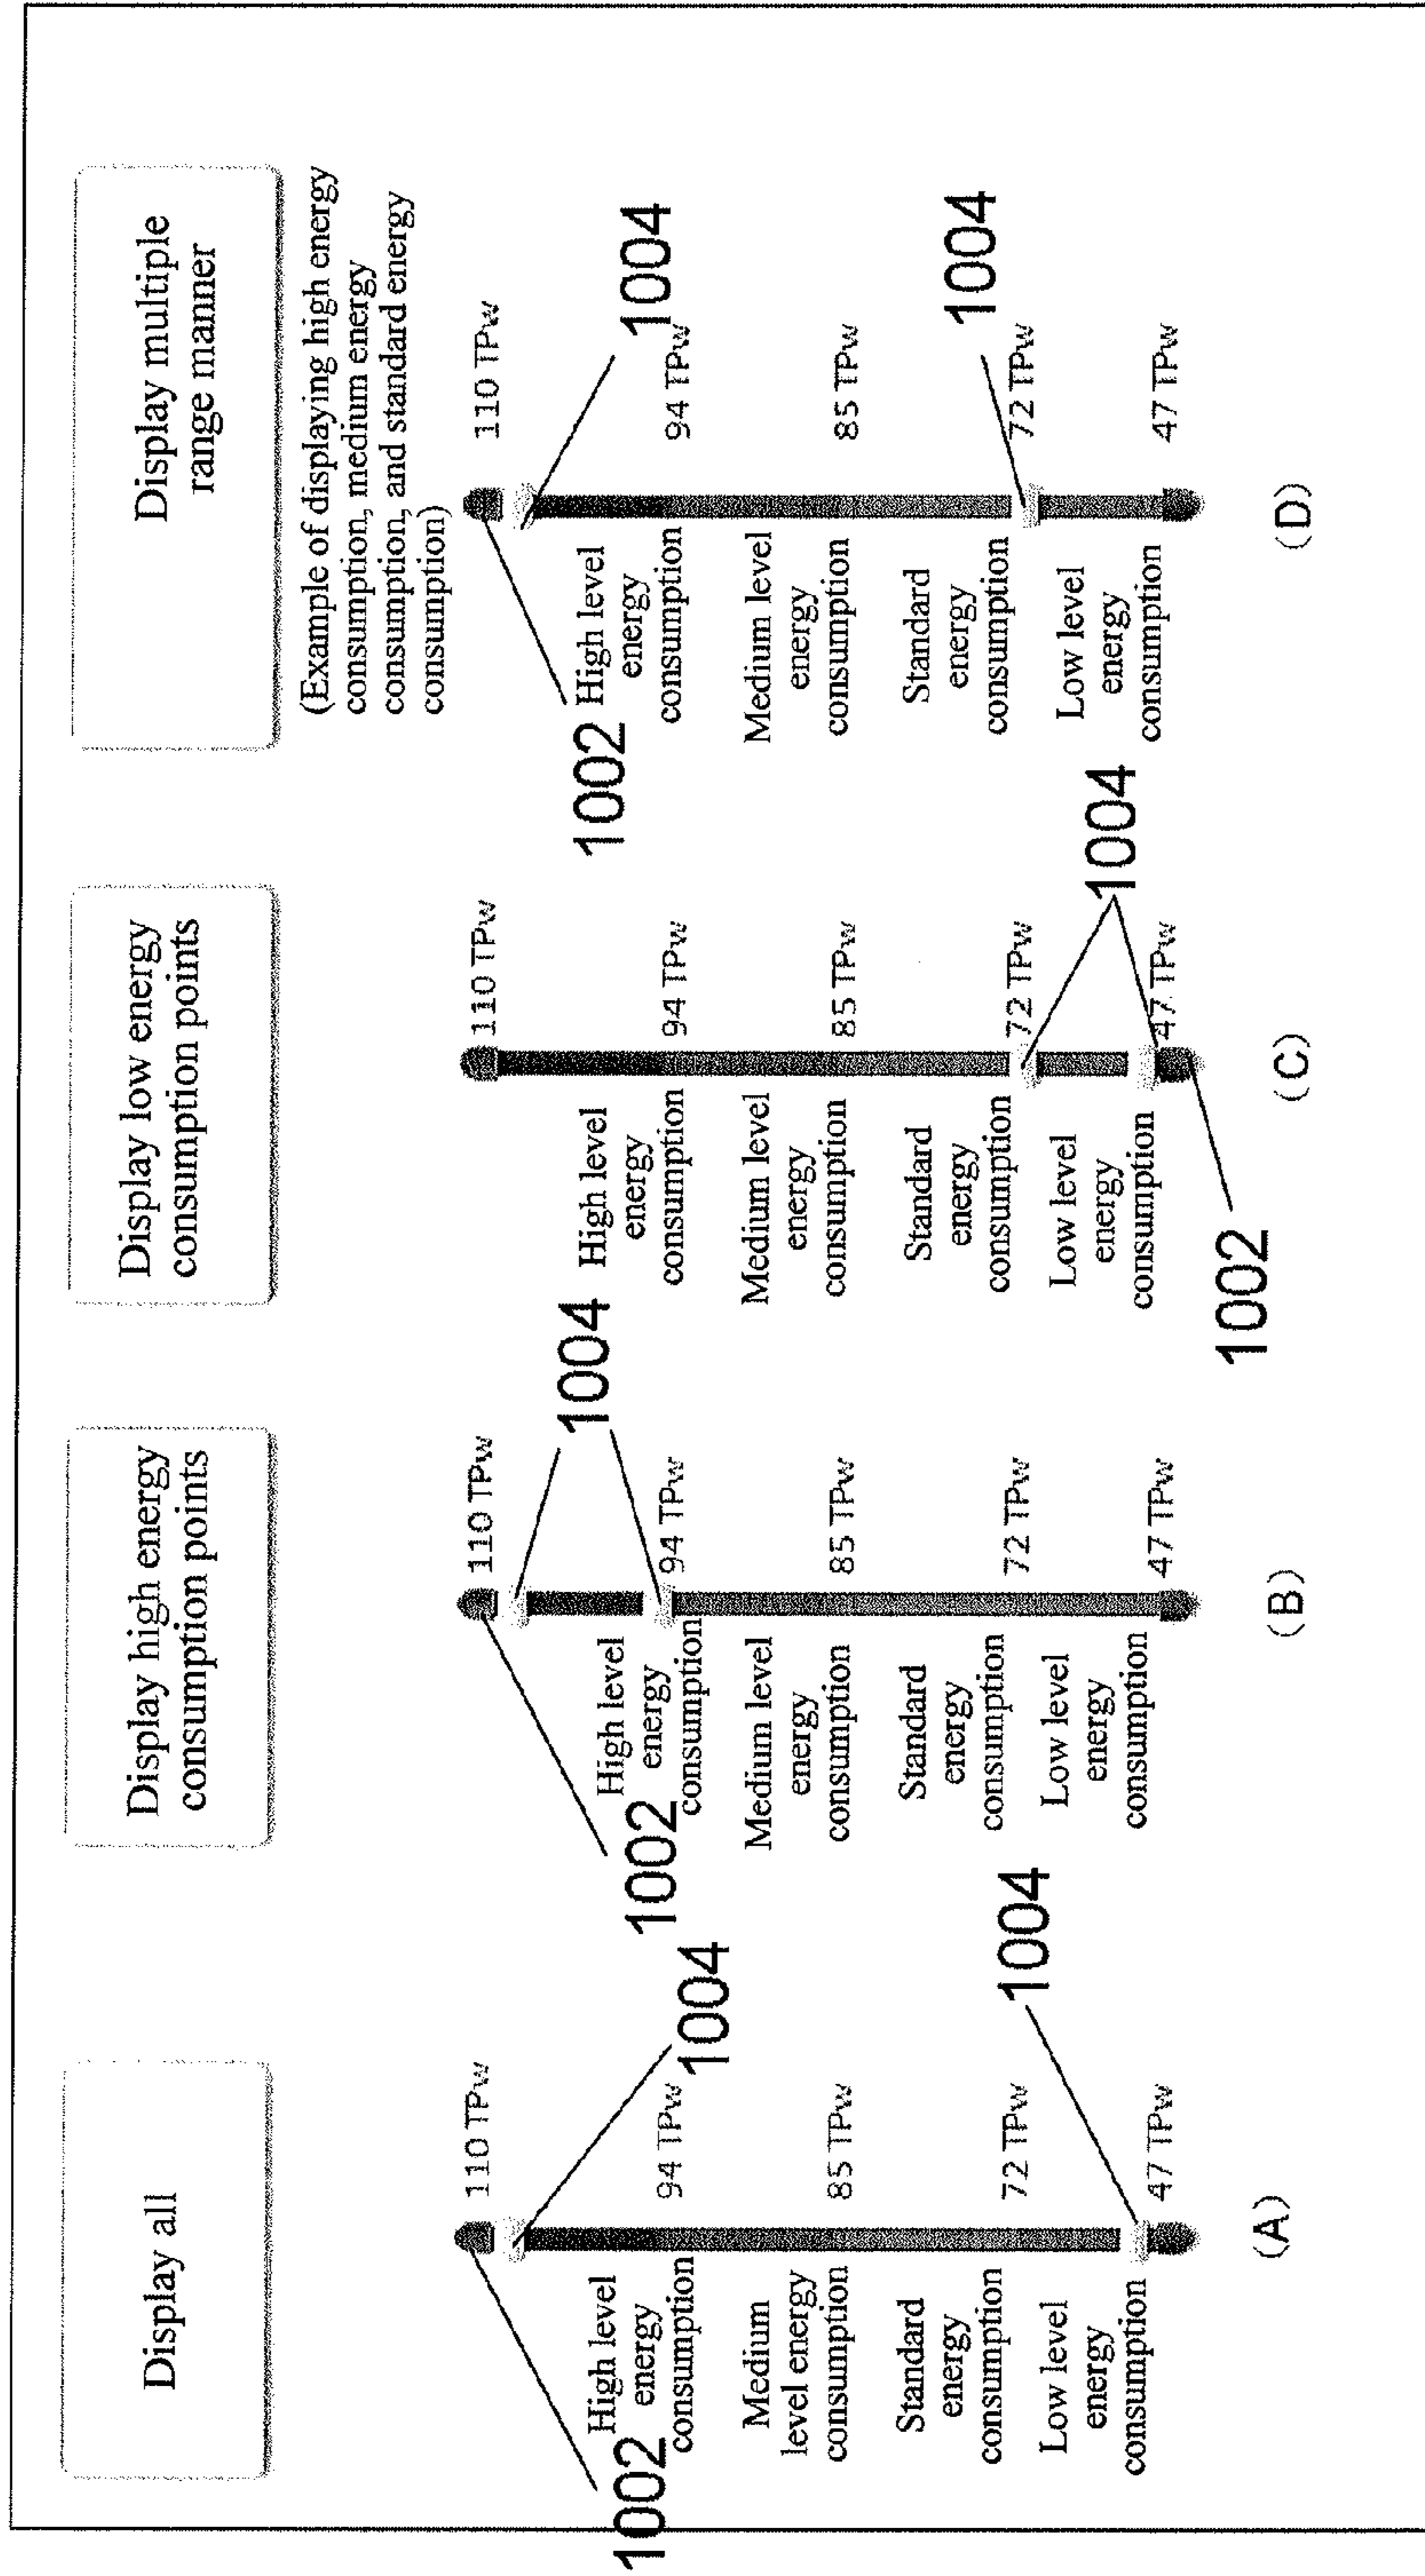 Display all
110 TPw
1004
94 TPw
High level
energy
consumption
1002
85 TPw
Medium
level energy
consumption
1004
72 TPw
Standard
energy
consumption
47 TPw
Low level
energy
consumption
(A)
Display high energy
consumption points
110 TPw
1004
94 TPw
High level
energy
consumption
1002
85 TPw
Medium level
energy
consumption
72 TPw
Standard
energy
consumption
47 TPw
Low level
energy
consumption
(B)
Display low energy
consumption points
110 TPw
94 TPw
High level
energy
consumption
85 TPw
Medium level
energy
consumption
72 TPw
Standard
energy
consumption
1004
47 TPw
Low level
energy
consumption
1002
(C)
Display multiple
range manner
(Example of displaying high energy
consumption, medium energy
consumption, and standard energy
consumption)
110 TPw
1004
94 TPw
1002
High level
energy
consumption
85 TPw
Medium level
energy
consumption
1004
72 TPw
Standard
energy
consumption
47 TPw
Low level
energy
consumption
(D)